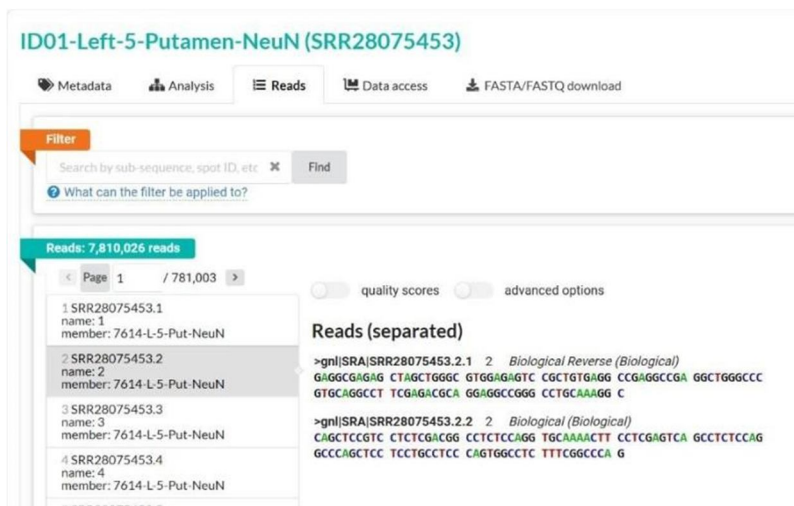 ID01-Left-5-Putamen-NeuN (SRR28075453)
Metadata Analysis Reads Data access FASTA/FASTQ download
Filter
Search by sub-sequence, spot ID, etc Find
What can the filter be applied to?
Reads: 7,810,026 reads
< Page 1 / 781,003 >
quality scores advanced options
1 SRR28075453.1
name: 1
member: 7614-L-5-Put-NeuN
2 SRR28075453.2
name: 2
member: 7614-L-5-Put-NeuN
3 SRR28075453.3
name: 3
member: 7614-L-5-Put-NeuN
4 SRR28075453.4
name: 4
member: 7614-L-5-Put-NeuN
Reads (separated)
>gnl|SRA|SRR28075453.2.1 2 Biological Reverse (Biological)
GAGGCGAGAG CTAGCTGGGC GTGGAGAGTC CGCTGTGAGG CCGAGGCCGA GGCTGGGCCC
GTGCAGGCCT TCGAGACGCA GGAGGCCGGG CCTGCAAAGG C
>gnl|SRA|SRR28075453.2.2 2 Biological (Biological)
CAGCTCCGTC CTCTCGACGG CCTCTCCAGG TGCAAAACTT CCTCGAGTCA GCCTCTCCAG
GCCCAGCTCC TCCTGCCTCC CAGTGGCCTC TTTCGGCCCA G